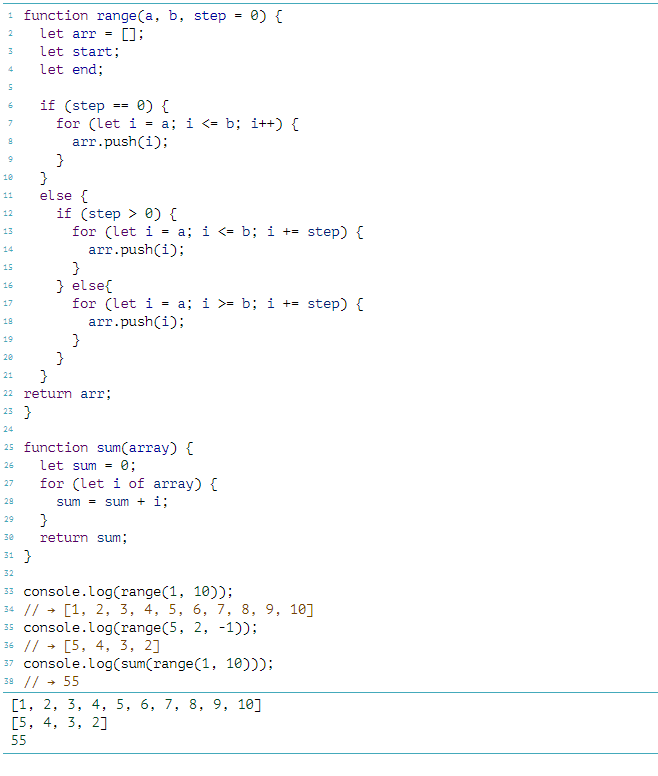 1 function range(a, b, step = 0) {
2   let arr = [];
3   let start;
4   let end;
5
6   if (step == 0) {
7     for (let i = a; i <= b; i++) {
8       arr.push(i);
9     }
10   }
11   else {
12     if (step > 0) {
13       for (let i = a; i <= b; i += step) {
14         arr.push(i);
15       }
16     } else{
17       for (let i = a; i >= b; i += step) {
18         arr.push(i);
19       }
20     }
21   }
22 return arr;
23 }
24
25 function sum(array) {
26   let sum = 0;
27   for (let i of array) {
28     sum = sum + i;
29   }
30   return sum;
31 }
32
33 console.log(range(1, 10));
34 // → [1, 2, 3, 4, 5, 6, 7, 8, 9, 10]
35 console.log(range(5, 2, -1));
36 // → [5, 4, 3, 2]
37 console.log(sum(range(1, 10)));
38 // → 55
[1, 2, 3, 4, 5, 6, 7, 8, 9, 10]
[5, 4, 3, 2]
55